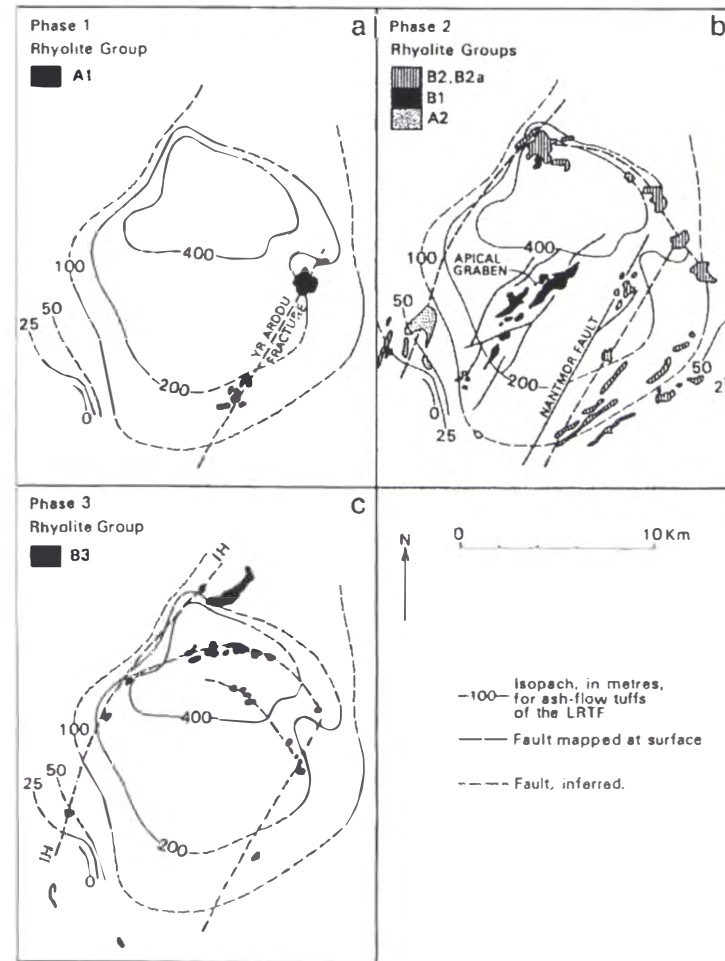 Phase 1
a
Rhyolite Group
A1
400
100
50
25
YR ARDDU
FRACTURE
200
0
Phase 2
b
Rhyolite Groups
B2, B2a
B1
A2
400
100
APICAL
GRABEN
50
NANTMOR FAULT
200
50
0
25
Phase 3
c
Rhyolite Group
B3
IH
400
100
50
25
200
IH
0
0 10 Km
N
—100— Isopach, in metres,
for ash-flow tuffs
of the LRTF
Fault mapped at surface
Fault, inferred.